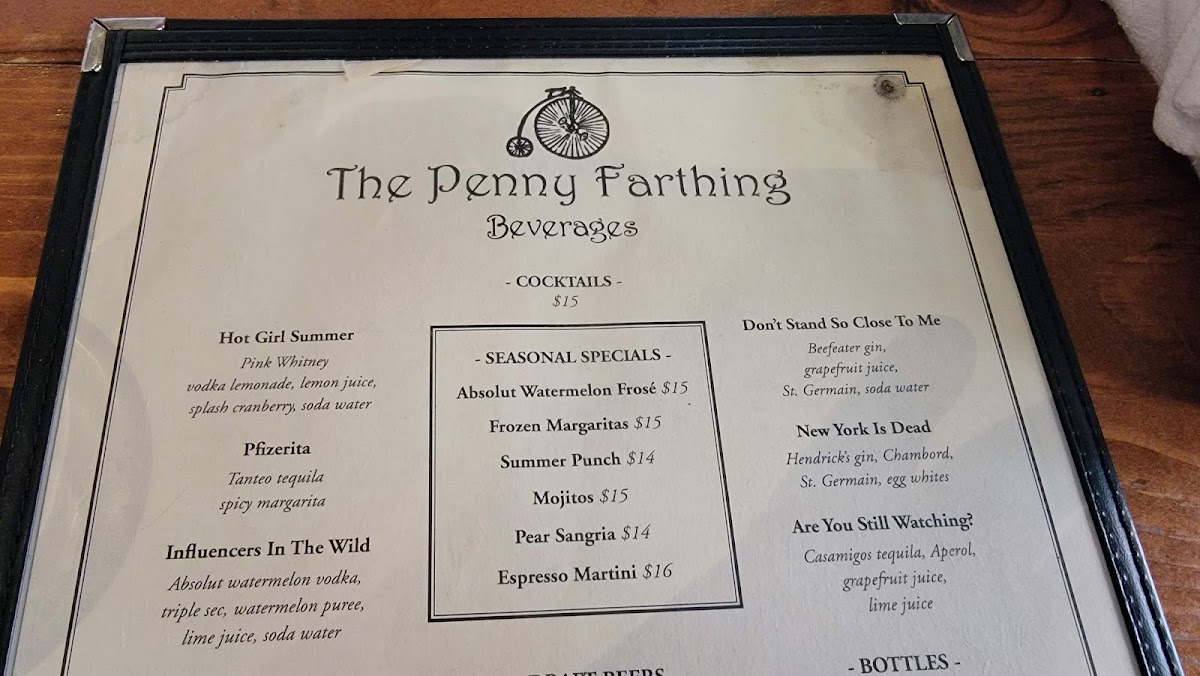 The Penny Farthing
Beverages
- COCKTAILS -
$15
Hot Girl Summer
Pink Whitney
vodka lemonade, lemon juice,
splash cranberry, soda water
Pfizerita
Tanteo tequila
spicy margarita
Influencers In The Wild
Absolut watermelon vodka,
triple sec, watermelon puree,
lime juice, soda water
- SEASONAL SPECIALS -
Absolut Watermelon Frosé $15
Frozen Margaritas $15
Summer Punch $14
Mojitos $15
Pear Sangria $14
Espresso Martini $16
Don't Stand So Close To Me
Beefeater gin,
grapefruit juice,
St. Germain, soda water
New York Is Dead
Hendrick's gin, Chambord,
St. Germain, egg whites
Are You Still Watching?
Casamigos tequila, Aperol,
grapefruit juice,
lime juice
DRAFT BEERS
- BOTTLES -